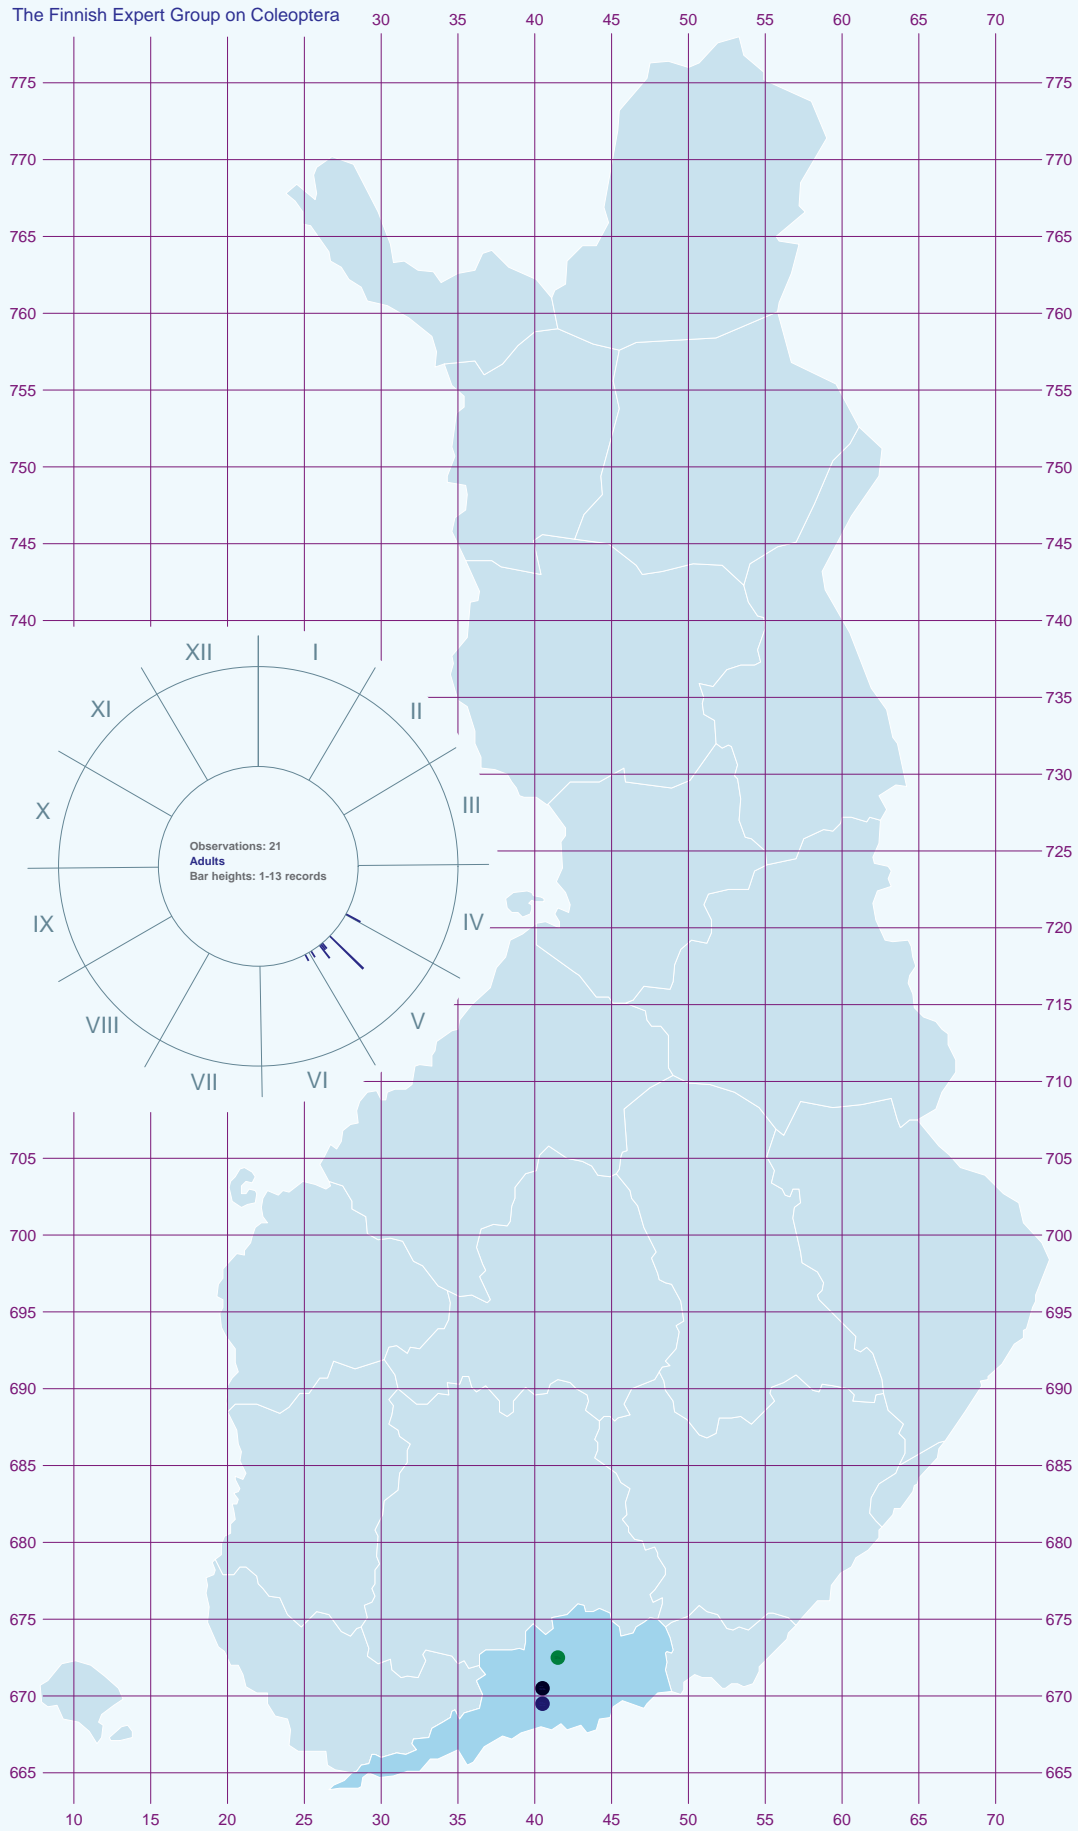 The Finnish Expert Group on Coleoptera
30 40 50 60 70
35 45 55 65
775 775
770 770
765 765
760 760
755 755
750 750
745 745
740 740
XII I
XI II
735
730
X III
Observations: 21
Adults
Bar heights: 1-13 records
725
IX IV
720
715
VIII V
VII VI
710
705 705
700 700
695 695
690 690
685 685
680 680
675 675
670 670
665 665
10 15 20 25 30 35 40 45 50 55 60 65 70